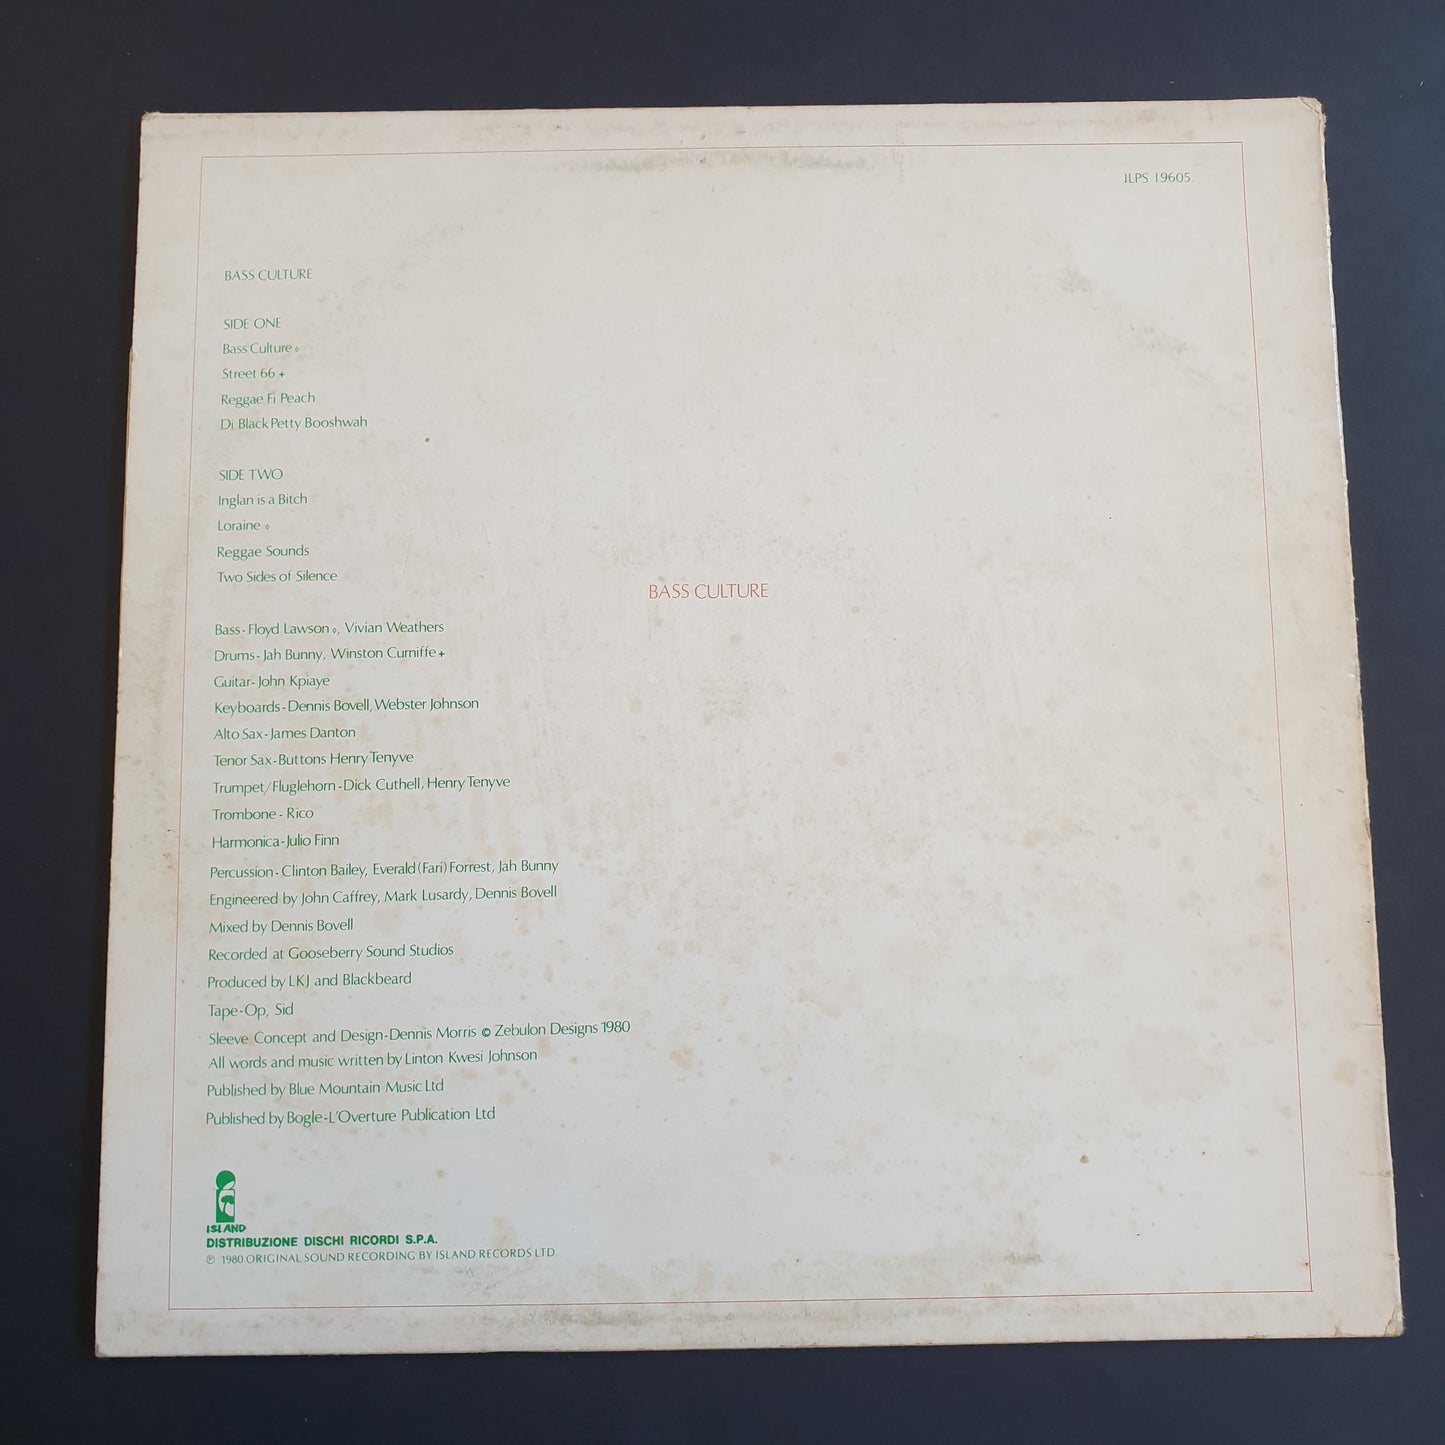 JLPS 19605
BASS CULTURE
SIDE ONE
Bass Culture ⋄
Street 66 +
Reggae Fi Peach
Di Black Petty Booshwah
SIDE TWO
Inglan is a Bitch
Loraine ⋄
Reggae Sounds
Two Sides of Silence
BASS CULTURE
Bass-Floyd Lawson ⋄, Vivian Weathers
Drums-Jah Bunny, Winston Curniffe +
Guitar-John Kpiaye
Keyboards-Dennis Bovell, Webster Johnson
Alto Sax-James Danton
Tenor Sax-Buttons Henry Tenyve
Trumpet/Fluglehorn-Dick Cuthell, Henry Tenyve
Trombone - Rico
Harmonica-Julio Finn
Percussion-Clinton Bailey, Everald (Fari) Forrest, Jah Bunny
Engineered by John Caffrey, Mark Lusardy, Dennis Bovell
Mixed by Dennis Bovell
Recorded at Gooseberry Sound Studios
Produced by LKJ and Blackbeard
Tape-Op, Sid
Sleeve Concept and Design-Dennis Morris © Zebulon Designs 1980
All words and music written by Linton Kwesi Johnson
Published by Blue Mountain Music Ltd
Published by Bogle-L'Overture Publication Ltd
ISLAND
DISTRIBUZIONE DISCHI RICORDI S.P.A.
℗ 1980 ORIGINAL SOUND RECORDING BY ISLAND RECORDS LTD